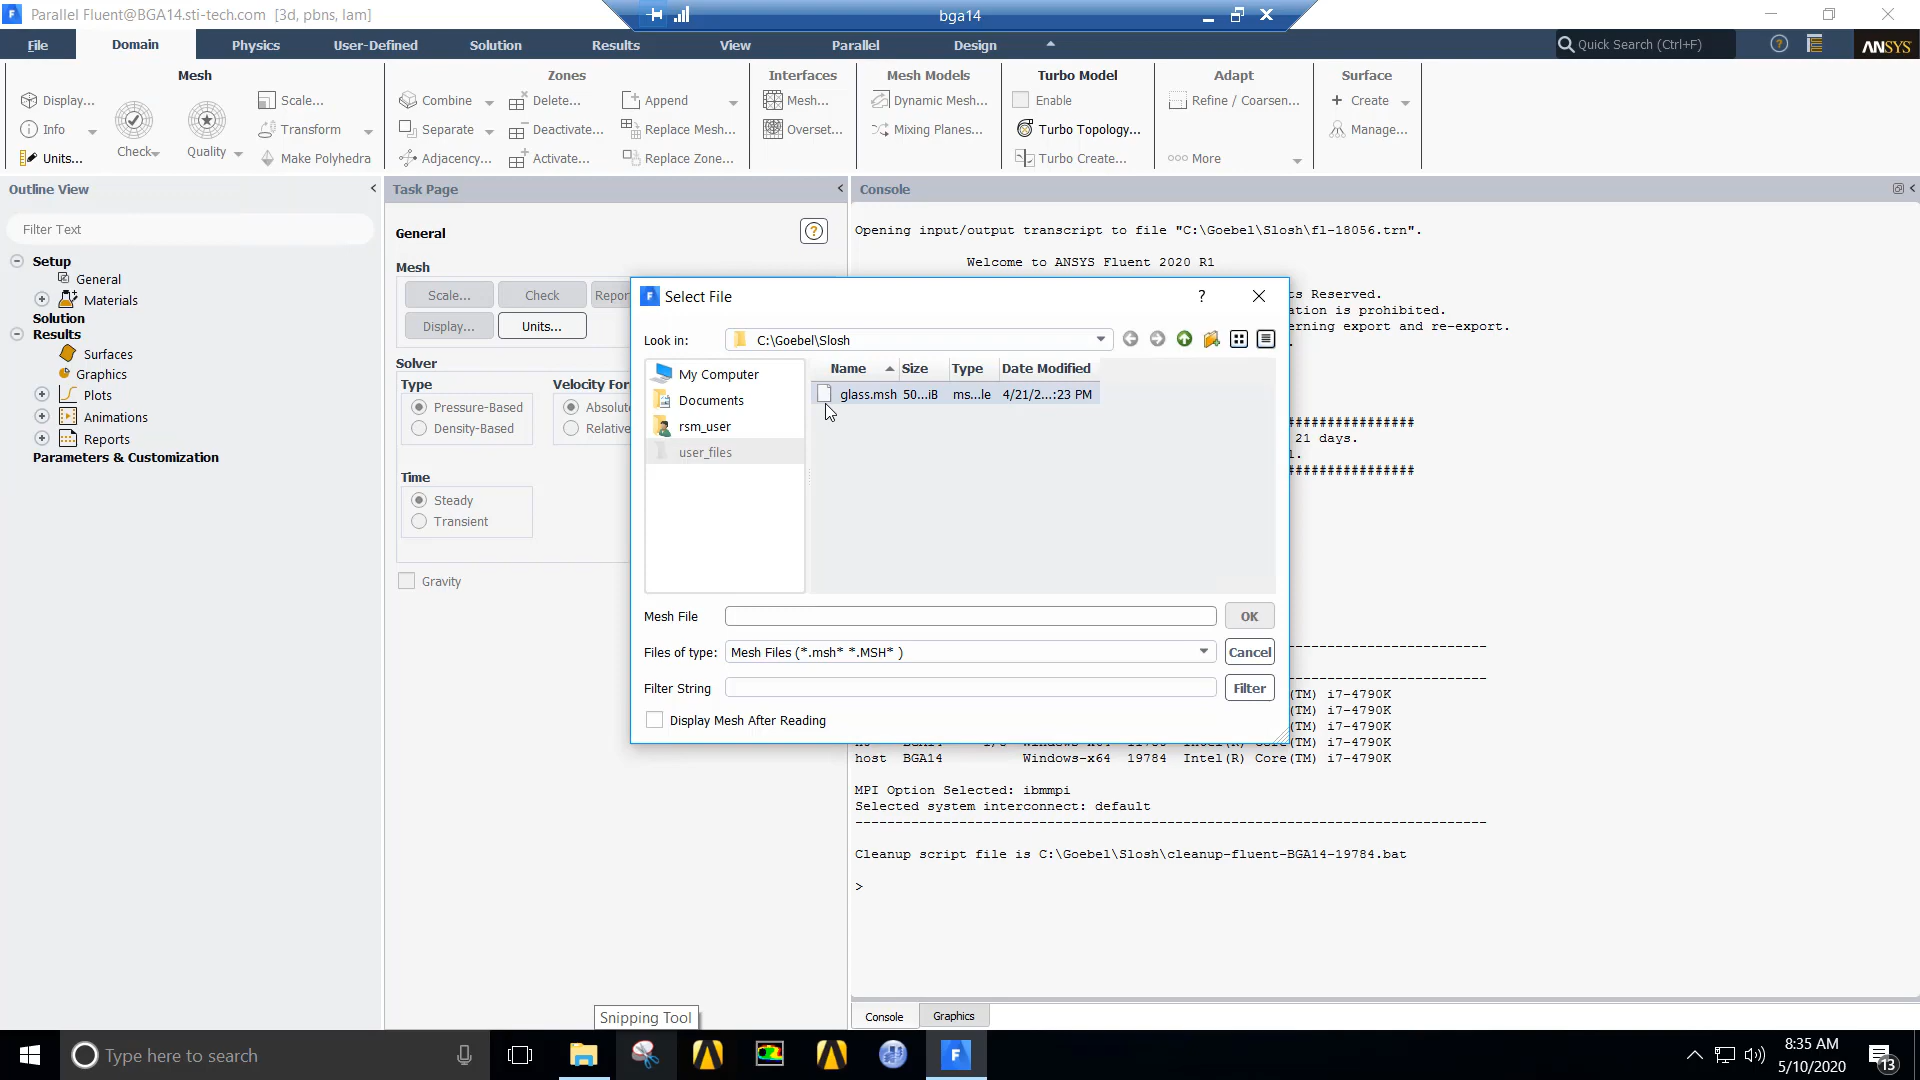 Parallel Fluent@BGA14.sti-tech.com [3d, pbns, lam]
bga14
File Domain Physics User-Defined Solution Results View Parallel Design
Quick Search (Ctrl+F)
ANSYS
Mesh
Display...
Info
Units...
Check
Quality
Scale...
Transform
Make Polyhedra
Zones
Combine
Separate
Adjacency...
Delete...
Deactivate...
Activate...
Append
Replace Mesh...
Replace Zone...
Interfaces
Mesh...
Overset...
Mesh Models
Dynamic Mesh...
Mixing Planes...
Turbo Model
Enable
Turbo Topology...
Turbo Create...
Adapt
Refine / Coarsen...
More
Surface
Create
Manage...
Outline View
Filter Text
Setup
General
Materials
Solution
Results
Surfaces
Graphics
Plots
Animations
Reports
Parameters & Customization
Task Page
General
Mesh
Scale... Check Repor
Display... Units...
Solver
Type
Pressure-Based
Density-Based
Velocity For
Absolut
Relative
Time
Steady
Transient
Gravity
Select File
Look in: C:\Goebel\Slosh
My Computer
Documents
rsm_user
user_files
Name Size Type Date Modified
glass.msh 50...iB ms...le 4/21/2...:23 PM
Mesh File OK
Files of type: Mesh Files (*.msh* *.MSH* ) Cancel
Filter String Filter
Display Mesh After Reading
Console
Opening input/output transcript to file "C:\Goebel\Slosh\fl-18056.trn".
Welcome to ANSYS Fluent 2020 R1
s Reserved.
ation is prohibited.
erning export and re-export.
.
################
21 days.
l.
################
------------------------
------------------------
(TM) i7-4790K
(TM) i7-4790K
(TM) i7-4790K
(TM) i7-4790K
host BGA14 Windows-x64 19784 Intel(R) Core(TM) i7-4790K
MPI Option Selected: ibmmpi
Selected system interconnect: default
-------------------------------------------------------------------------------
Cleanup script file is C:\Goebel\Slosh\cleanup-fluent-BGA14-19784.bat
>
Console Graphics
Snipping Tool
Type here to search
8:35 AM
5/10/2020
13